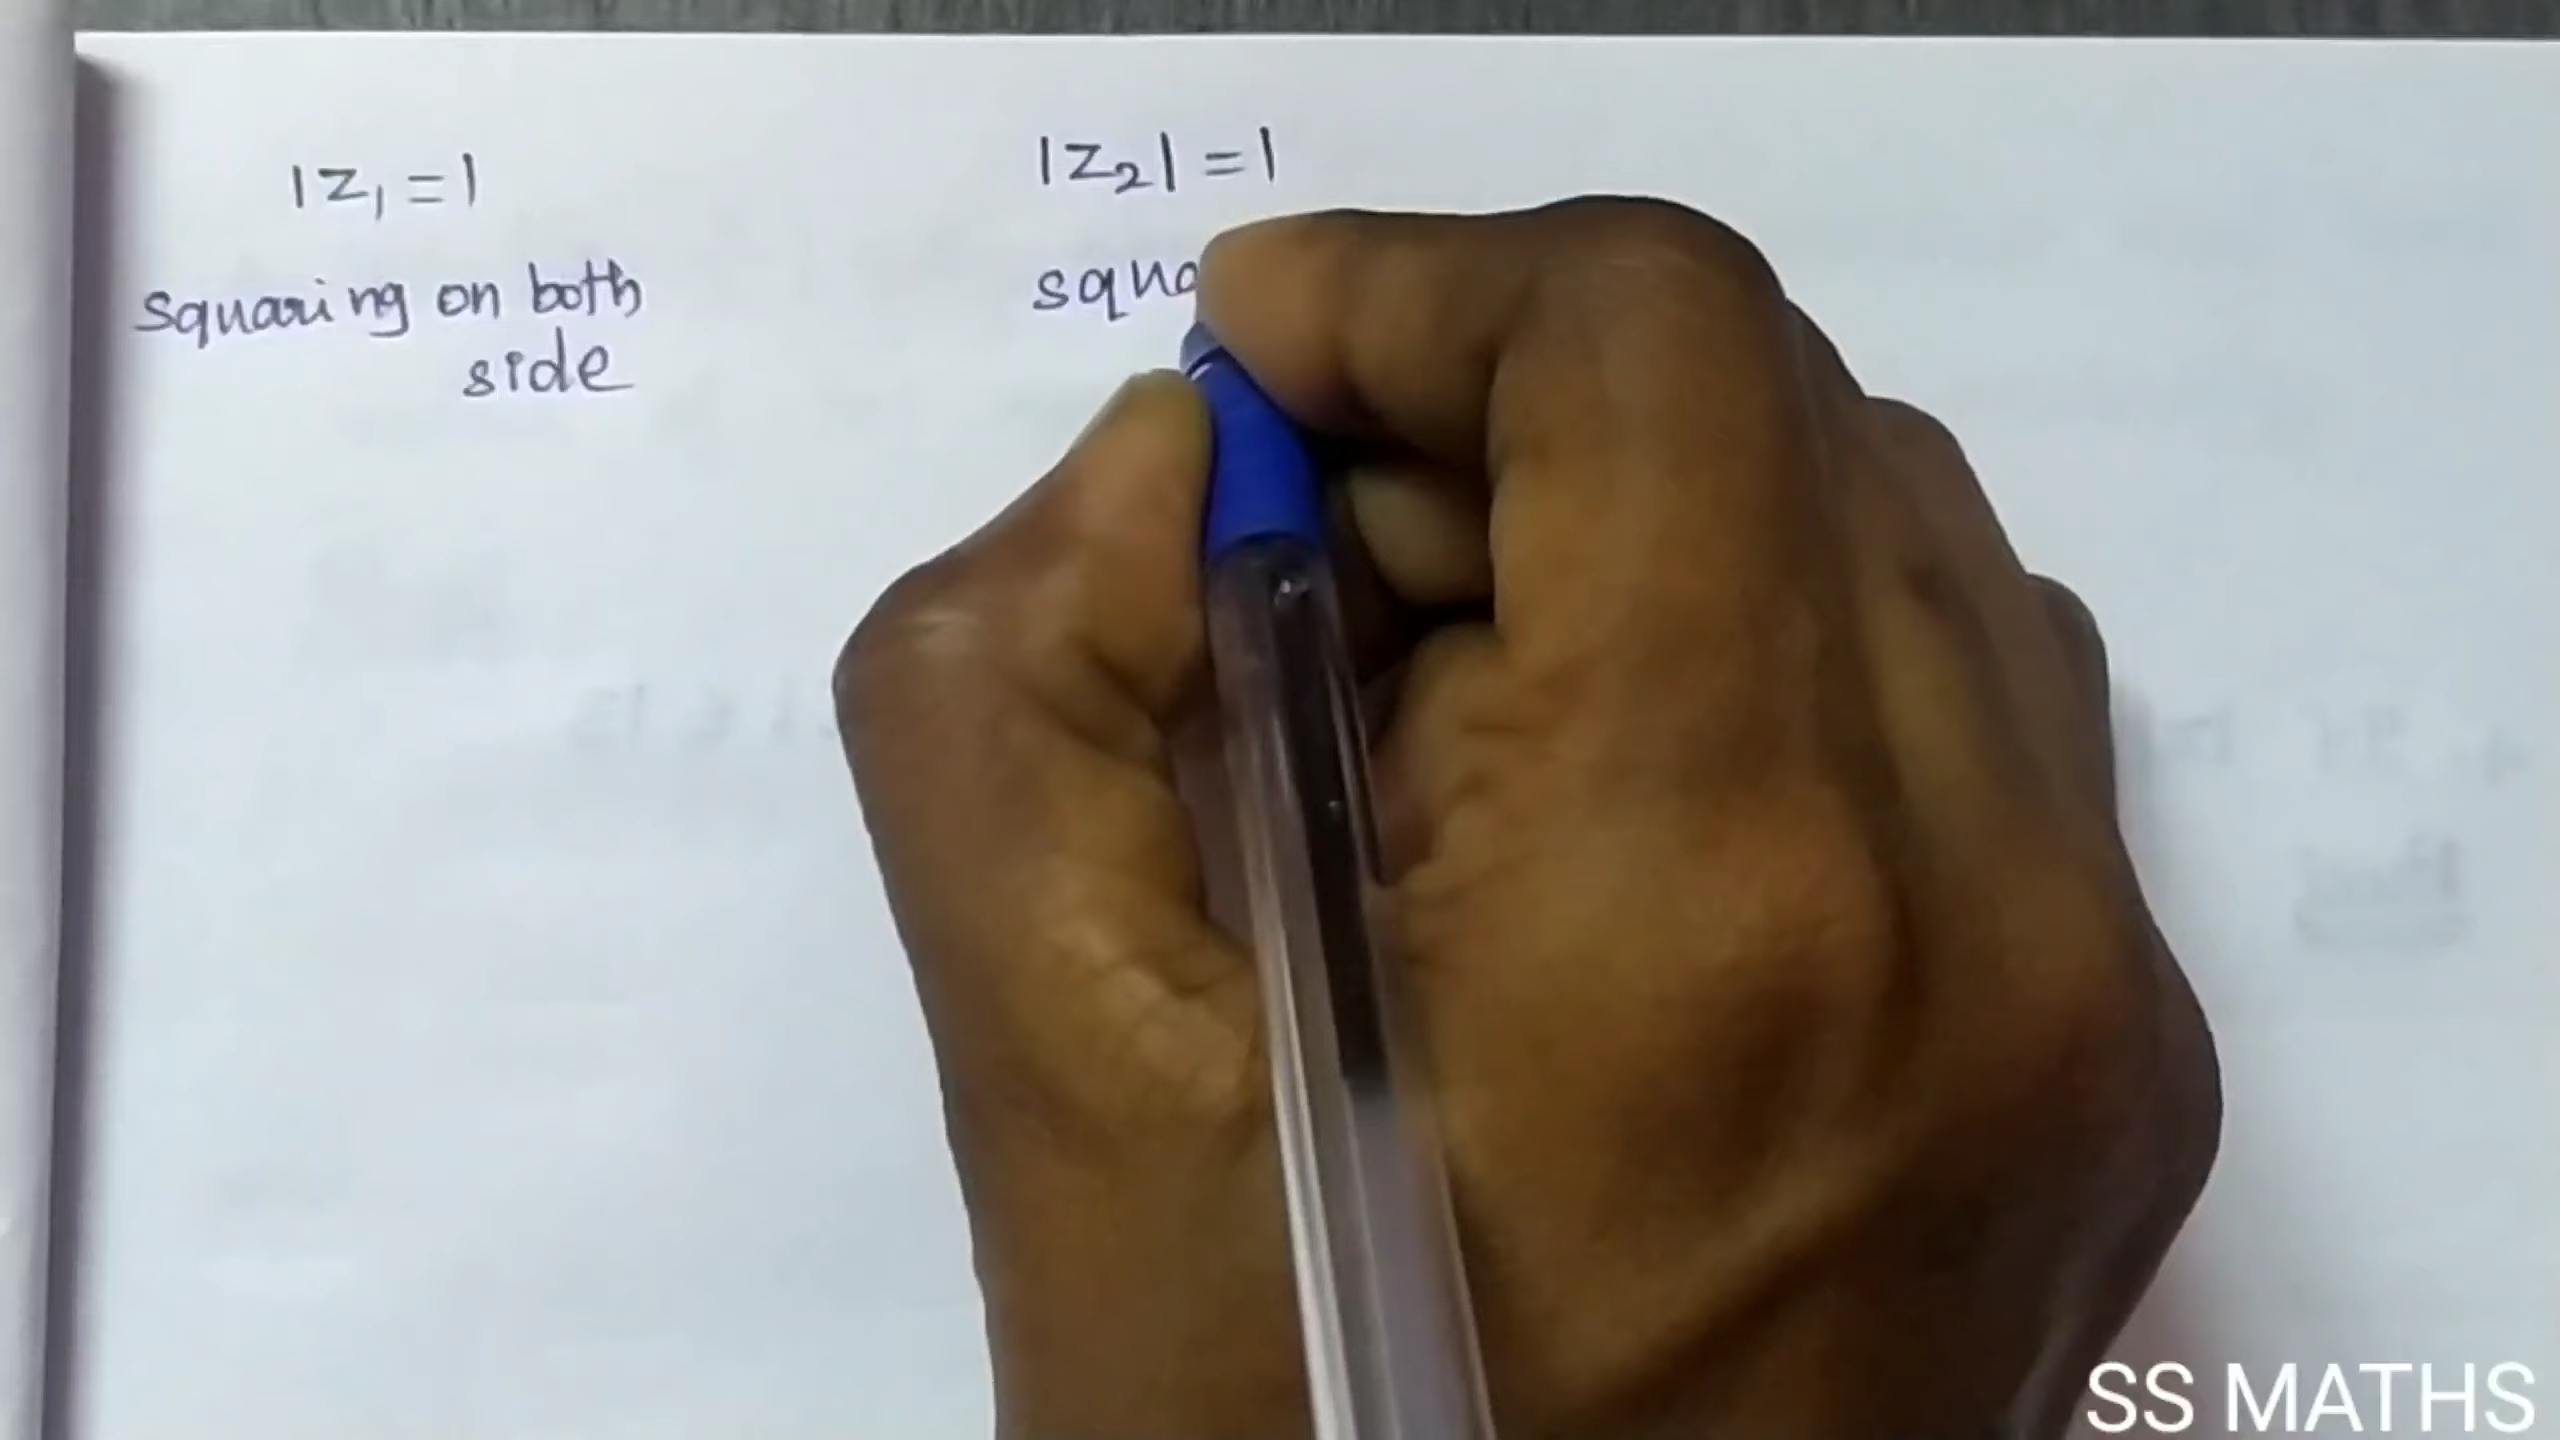 |z₁ = 1
squaring on both
side
|z₂| = 1
squa
SS MATHS